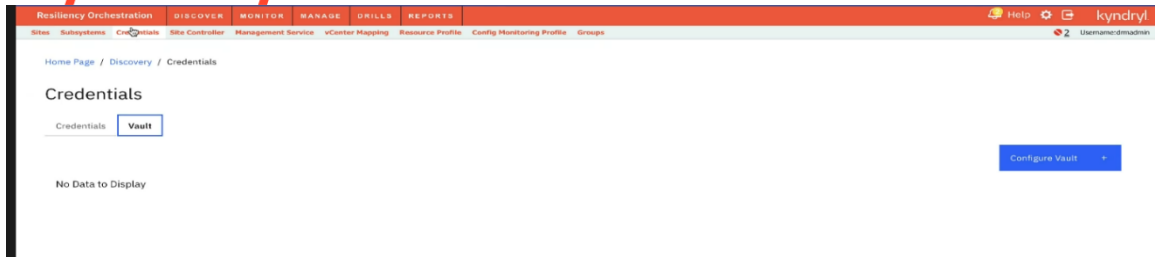 Resiliency Orchestration DISCOVER MONITOR MANAGE DRILLS REPORTS Help kyndryl
Sites Subsystems Credentials Site Controller Management Service vCenter Mapping Resource Profile Config Monitoring Profile Groups 2 Username:drmadmin
Home Page / Discovery / Credentials
Credentials
Credentials Vault
Configure Vault +
No Data to Display